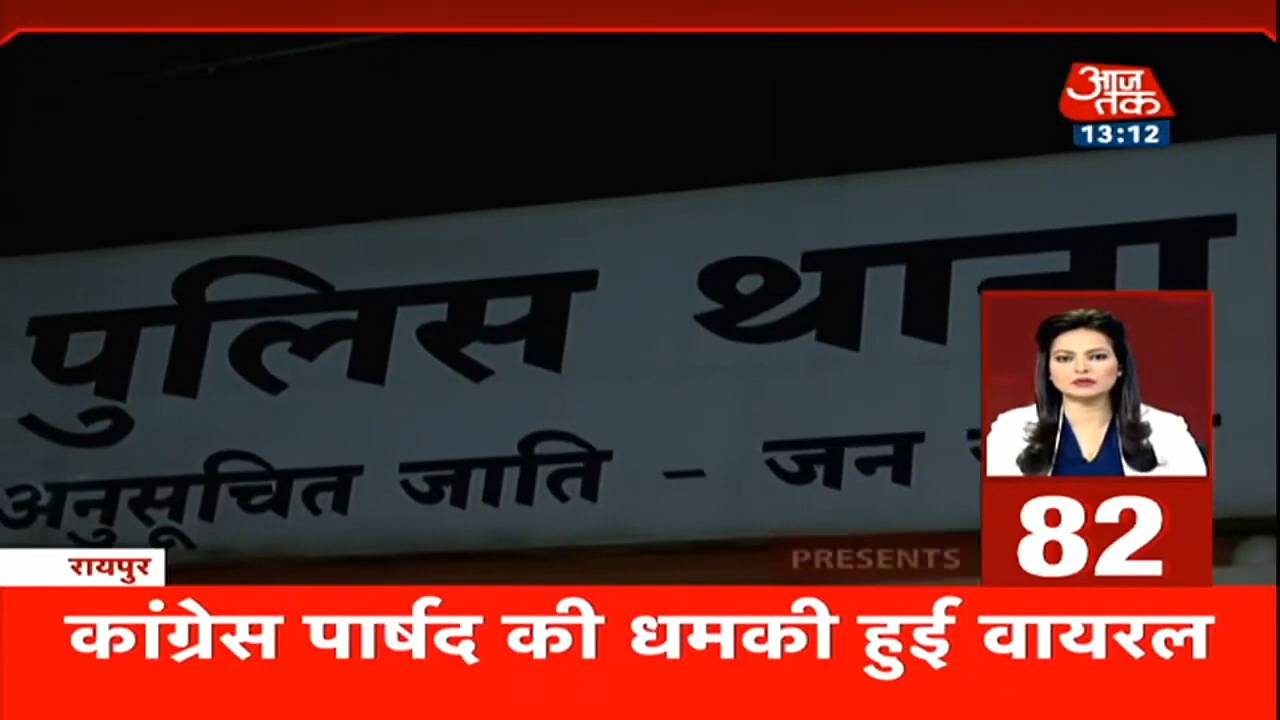 आज
तक
13:12
पुलिस थाना
अनुसूचित जाति - जन
82
PRESENTS
रायपुर
कांग्रेस पार्षद की धमकी हुई वायरल